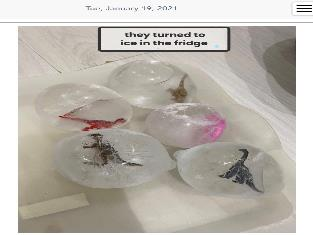 Tue, January 19, 2021
they turned to
ice in the fridge